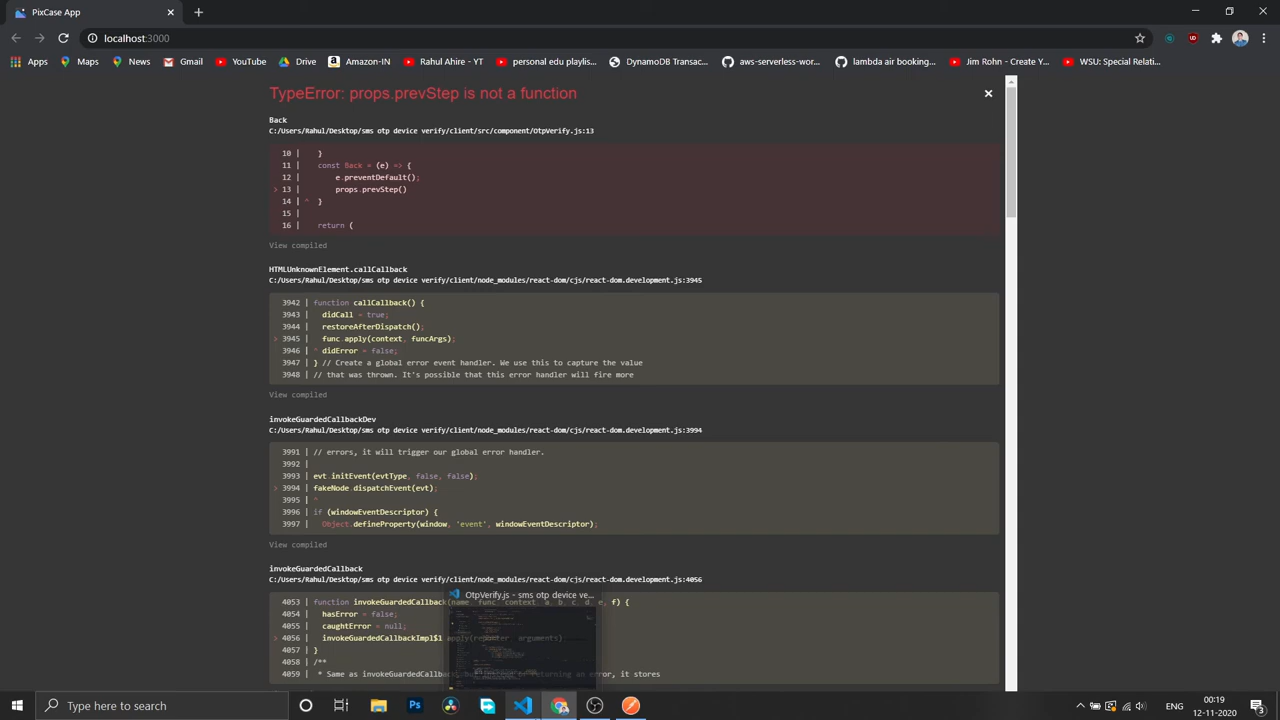 PixCase App
localhost:3000
Apps Maps News Gmail YouTube Drive Amazon-IN Rahul Ahire - YT personal edu playlis... DynamoDB Transac... aws-serverless-wor... lambda air booking... Jim Rohn - Create Y... WSU: Special Relati...
TypeError: props.prevStep is not a function
Back
C:/Users/Rahul/Desktop/sms otp device verify/client/src/component/OtpVerify.js:13
10 | }
11 | const Back = (e) => {
12 | e.preventDefault();
> 13 | props.prevStep()
14 | ^ }
15 |
16 | return (
View compiled
HTMLUnknownElement.callCallback
C:/Users/Rahul/Desktop/sms otp device verify/client/node_modules/react-dom/cjs/react-dom.development.js:3945
3942 | function callCallback() {
3943 | didCall = true;
3944 | restoreAfterDispatch();
> 3945 | func.apply(context, funcArgs);
3946 | ^ didError = false;
3947 | } // Create a global error event handler. We use this to capture the value
3948 | // that was thrown. It's possible that this error handler will fire more
View compiled
invokeGuardedCallbackDev
C:/Users/Rahul/Desktop/sms otp device verify/client/node_modules/react-dom/cjs/react-dom.development.js:3994
3991 | // errors, it will trigger our global error handler.
3992 |
3993 | evt.initEvent(evtType, false, false);
> 3994 | fakeNode.dispatchEvent(evt);
3995 | ^
3996 | if (windowEventDescriptor) {
3997 | Object.defineProperty(window, 'event', windowEventDescriptor);
View compiled
invokeGuardedCallback
C:/Users/Rahul/Desktop/sms otp device verify/client/node_modules/react-dom/cjs/react-dom.development.js:4056
OtpVerify.js - sms otp device ve...
4053 | function invokeGuardedCallback(name, func, context, a, b, c, d, e, f) {
4054 | hasError = false;
4055 | caughtError = null;
> 4056 | invokeGuardedCallbackImpl$1.apply(reporter, arguments)
4057 | }
4058 | /**
4059 | * Same as invokeGuardedCallback, returning an error, it stores
Type here to search
ENG
00:19
12-11-2020
2